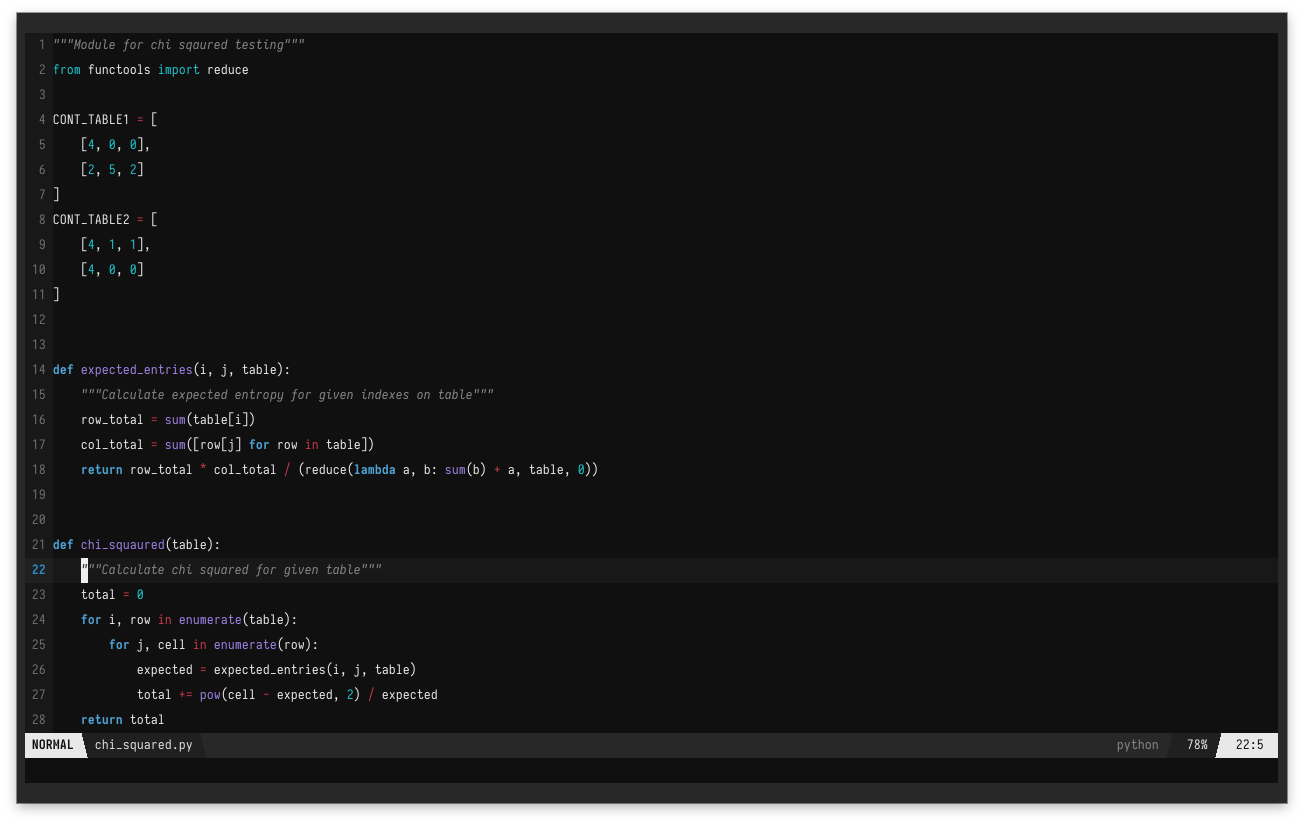 1 """Module for chi sqaured testing"""
2 from functools import reduce
3
4 CONT_TABLE1 = [
5     [4, 0, 0],
6     [2, 5, 2]
7 ]
8 CONT_TABLE2 = [
9     [4, 1, 1],
10     [4, 0, 0]
11 ]
12
13
14 def expected_entries(i, j, table):
15     """Calculate expected entropy for given indexes on table"""
16     row_total = sum(table[i])
17     col_total = sum([row[j] for row in table])
18     return row_total * col_total / (reduce(lambda a, b: sum(b) + a, table, 0))
19
20
21 def chi_squaured(table):
22     """Calculate chi squared for given table"""
23     total = 0
24     for i, row in enumerate(table):
25         for j, cell in enumerate(row):
26             expected = expected_entries(i, j, table)
27             total += pow(cell - expected, 2) / expected
28     return total
NORMAL chi_squared.py python 78% 22:5